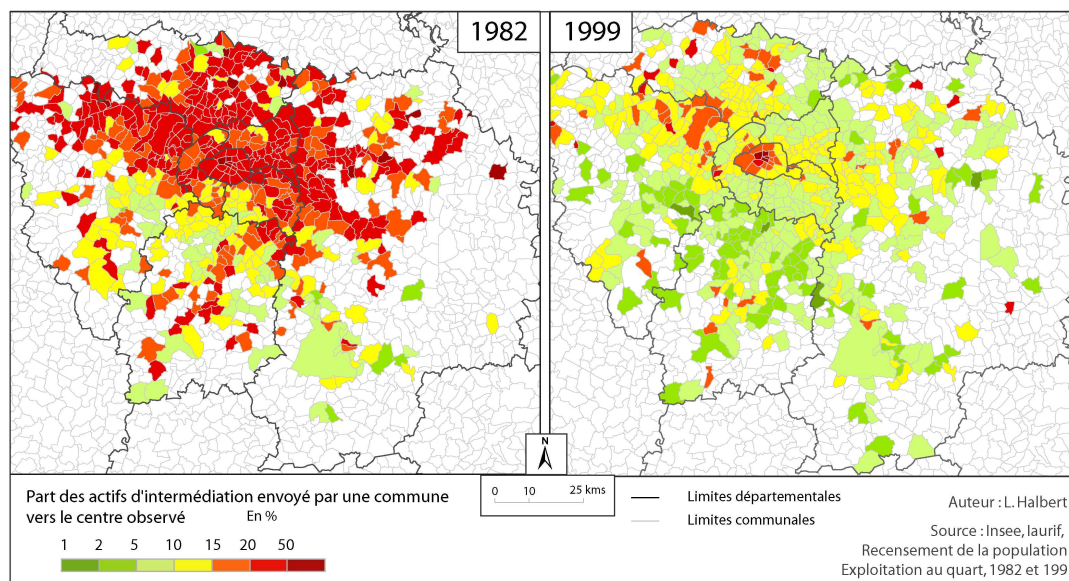 1982
1999
N
0 10 25 kms
Part des actifs d'intermédiation envoyé par une commune
vers le centre observé En %
1 2 5 10 15 20 50
Limites départementales
Limites communales
Auteur : L. Halbert
Source : Insee, Iaurif,
Recensement de la population
Exploitation au quart, 1982 et 199